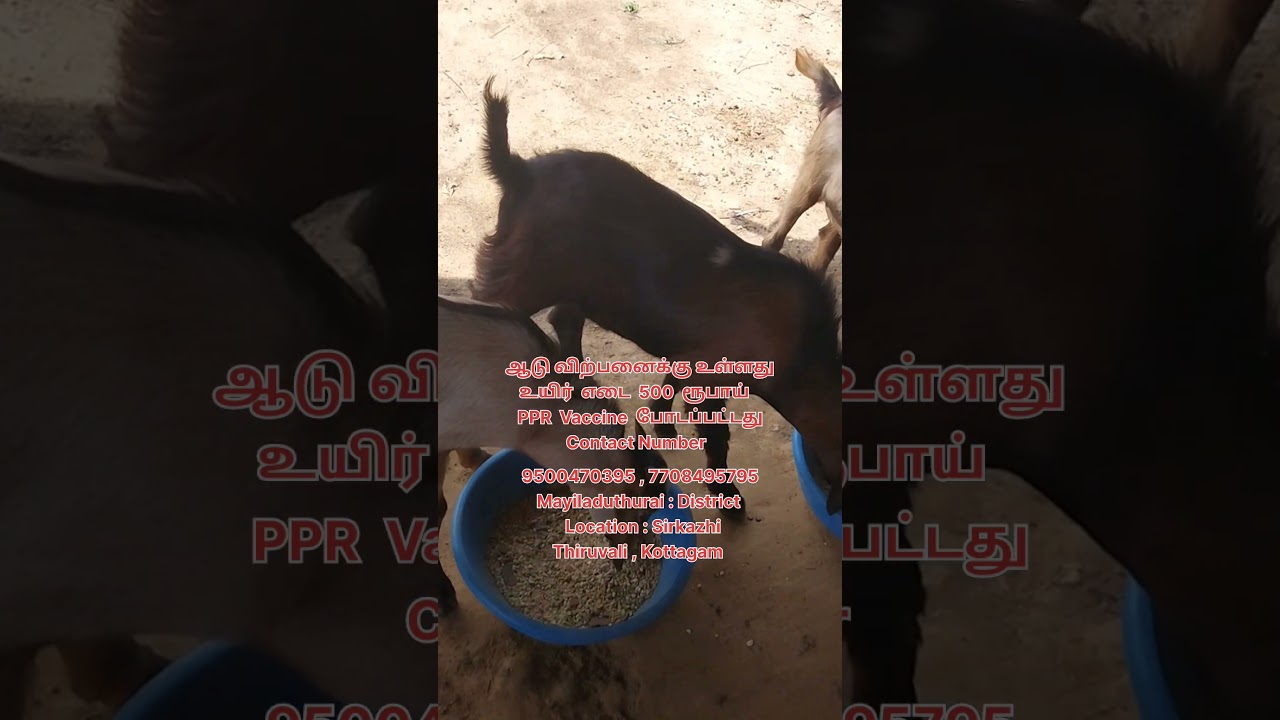 ஆடு விற்பனைக்கு உள்ளது
உயிர் எடை 500 ரூபாய்
PPR Vaccine போடப்பட்டது
Contact Number
9500470395 , 7708495795
Mayiladuthurai : District
Location : Sirkazhi
Thiruvali , Kottagam